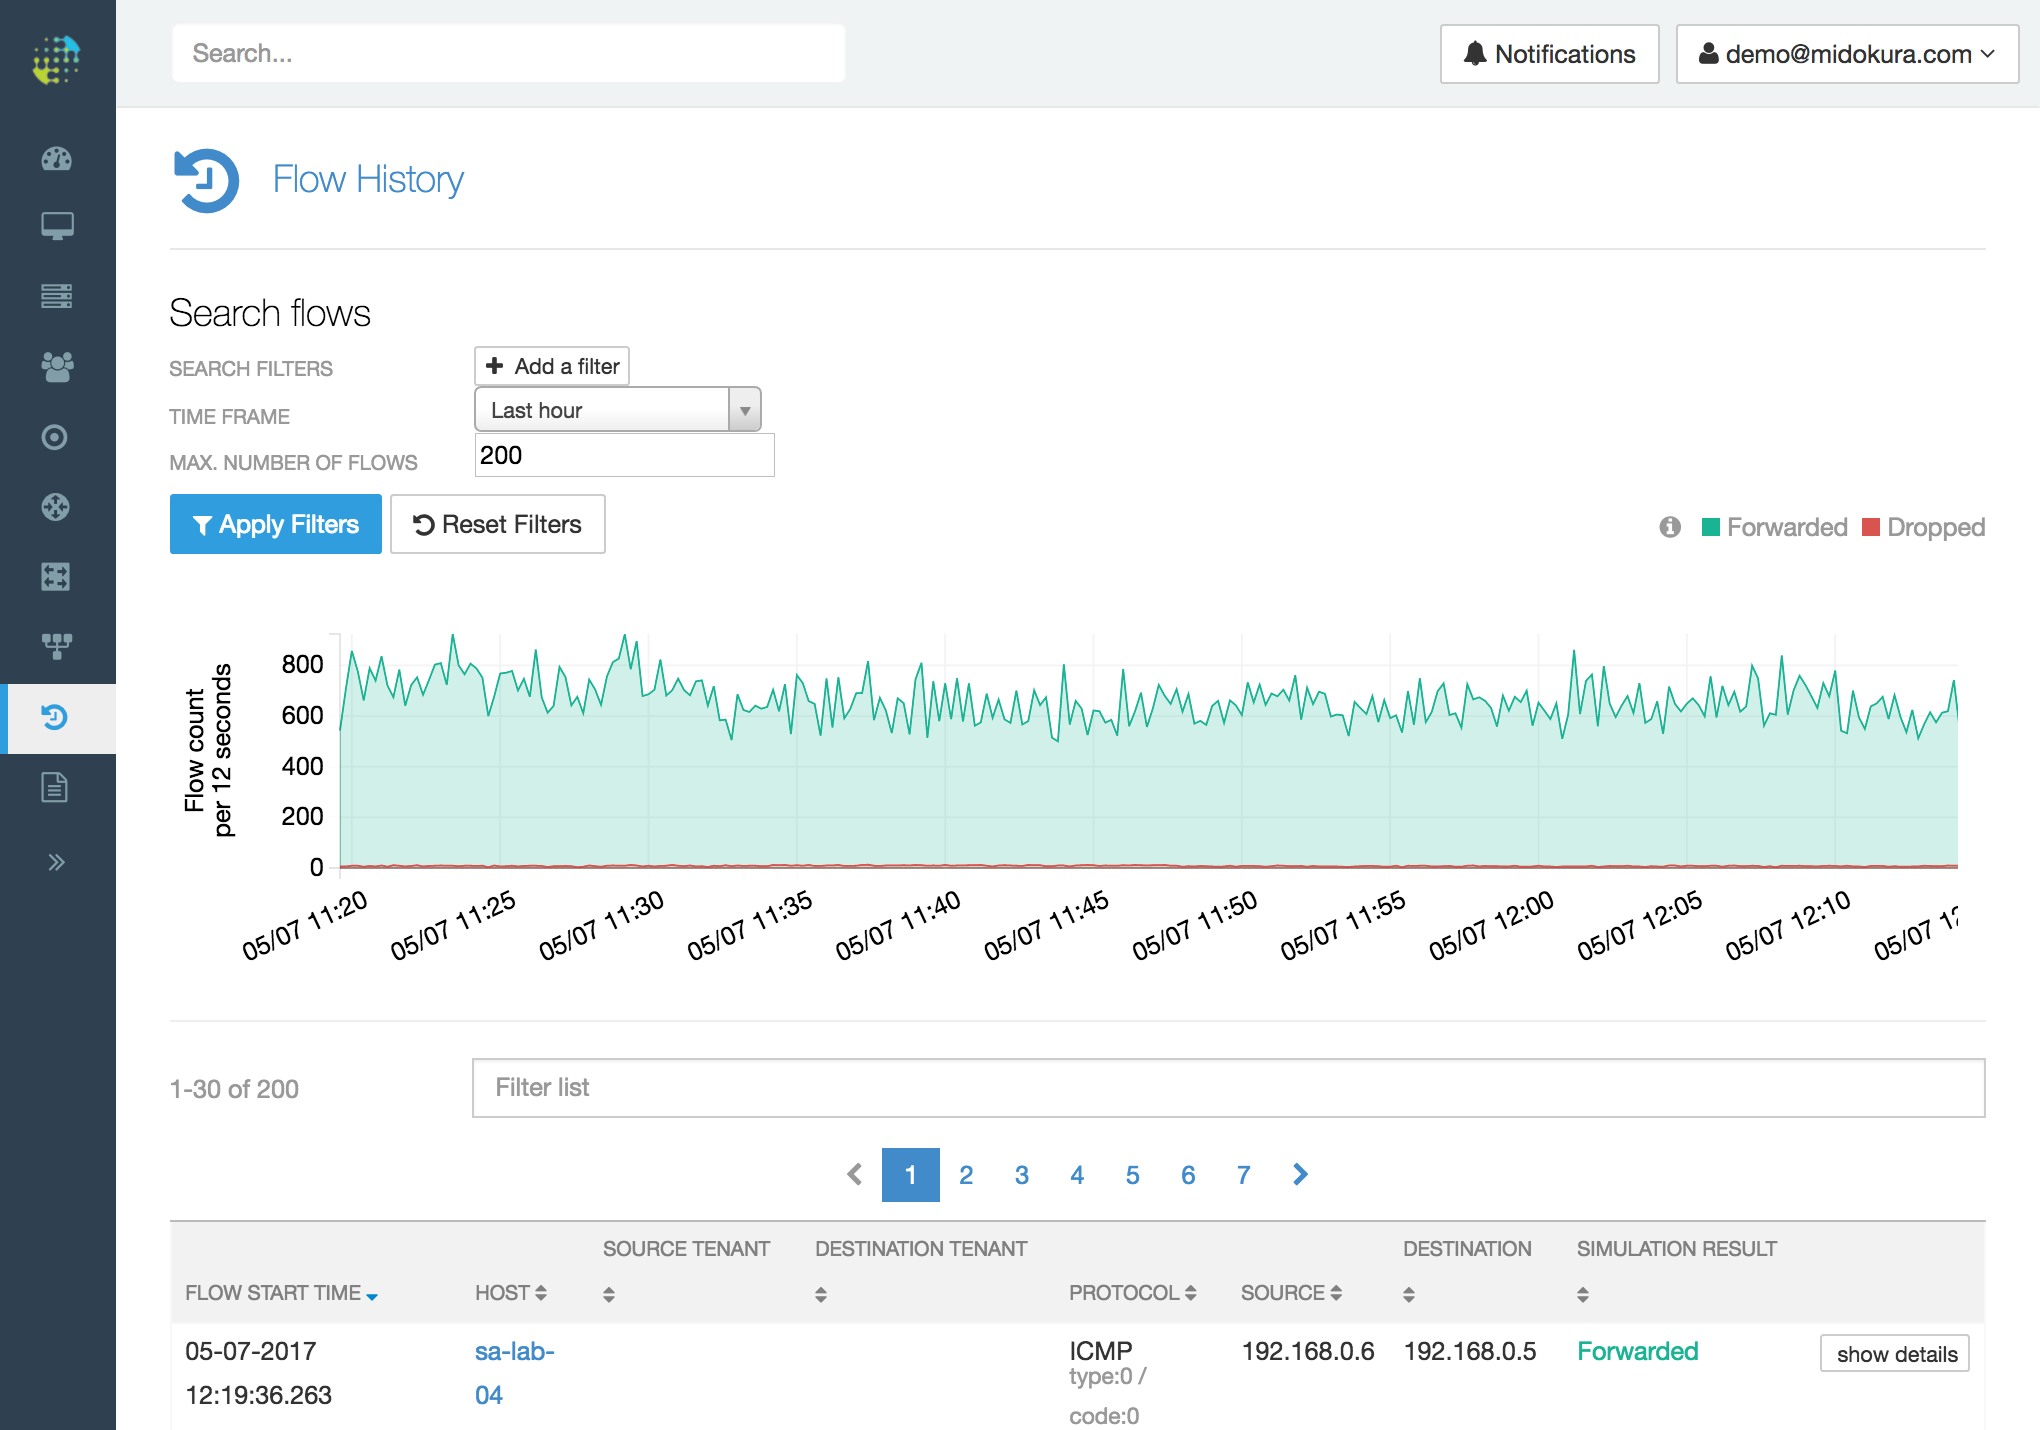 Search...
Notifications
demo@midokura.com
Flow History
Search flows
SEARCH FILTERS
Add a filter
TIME FRAME
Last hour
MAX. NUMBER OF FLOWS
200
Apply Filters
Reset Filters
Forwarded
Dropped
Flow count
per 12 seconds
800
600
400
200
0
05/07 11:20
05/07 11:25
05/07 11:30
05/07 11:35
05/07 11:40
05/07 11:45
05/07 11:50
05/07 11:55
05/07 12:00
05/07 12:05
05/07 12:10
05/07
1-30 of 200
Filter list
1 2 3 4 5 6 7
SOURCE TENANT DESTINATION TENANT DESTINATION SIMULATION RESULT
FLOW START TIME HOST PROTOCOL SOURCE
05-07-2017 sa-lab- ICMP 192.168.0.6 192.168.0.5 Forwarded show details
type:0 /
12:19:36.263 04
code:0